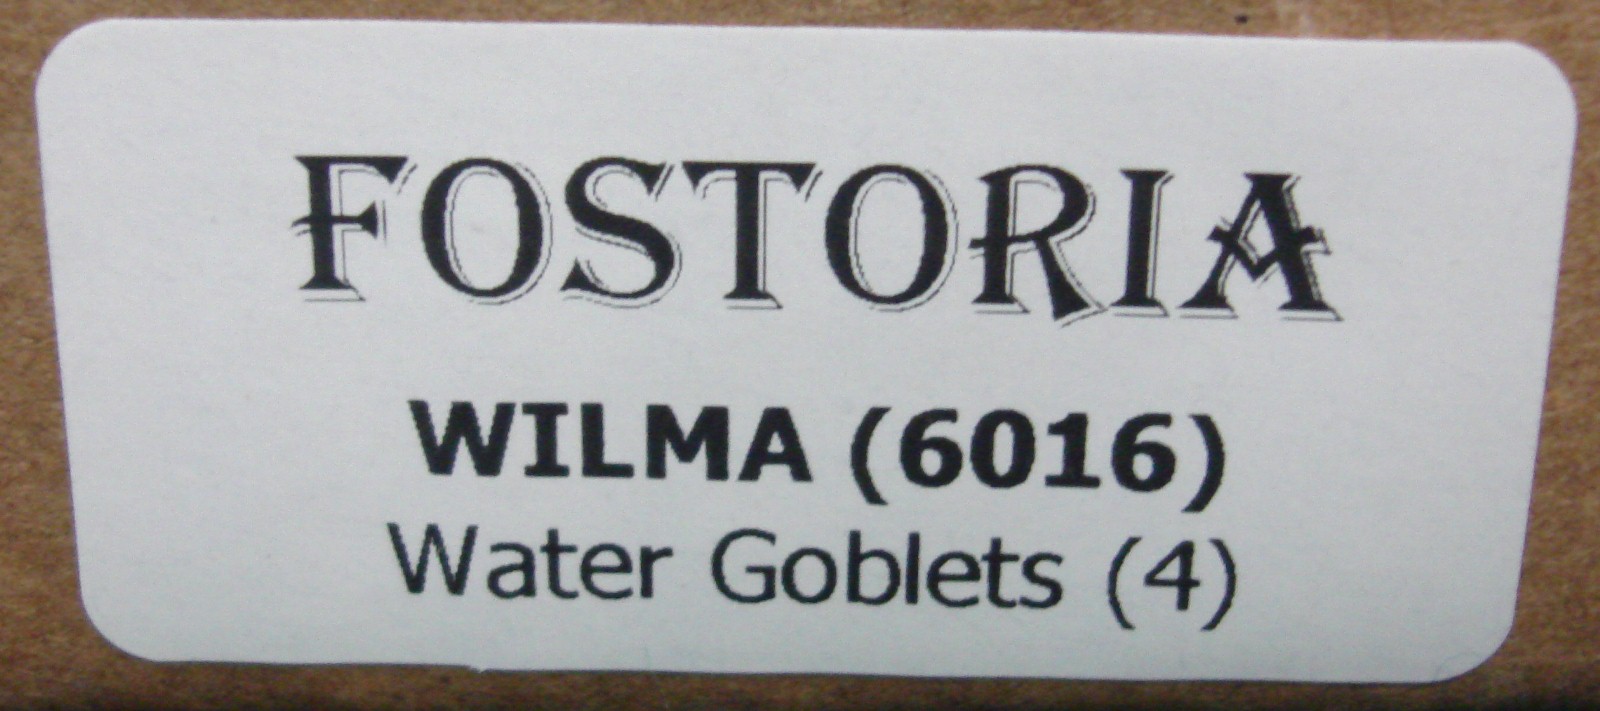 FOSTORIA
WILMA (6016)
Water Goblets (4)